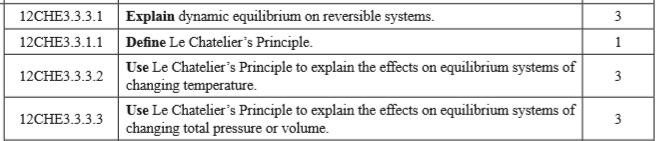 12CHE3.3.3.1 Explain dynamic equilibrium on reversible systems. 3
12CHE3.3.1.1 Define Le Chatelier's Principle. 1
12CHE3.3.3.2 Use Le Chatelier's Principle to explain the effects on equilibrium systems of 3
changing temperature.
12CHE3.3.3.3 Use Le Chatelier's Principle to explain the effects on equilibrium systems of 3
changing total pressure or volume.